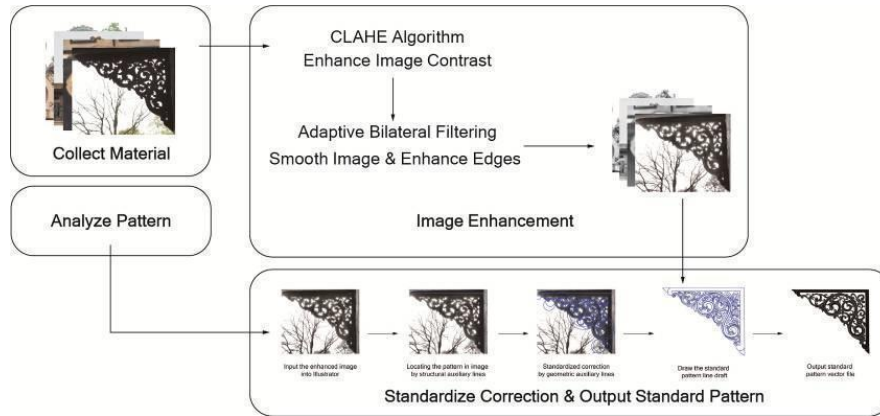 Collect Material
CLAHE Algorithm
Enhance Image Contrast
Adaptive Bilateral Filtering
Smooth Image & Enhance Edges
Image Enhancement
Analyze Pattern
Input the enhanced image
into Illustrator
Locating the pattern in image
by structural auxiliary lines
Standardized correction
by geometric auxiliary lines
Draw the standard
pattern line draft
Output standard
pattern vector file
Standardize Correction & Output Standard Pattern